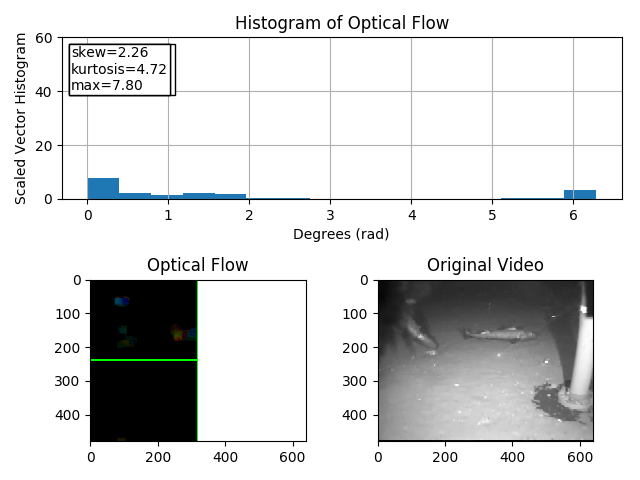 Histogram of Optical Flow
Scaled Vector Histogram
60
40
20
0
skew=2.26
kurtosis=4.72
max=7.80
0 1 2 3 4 5 6
Degrees (rad)
Optical Flow
0
100
200
300
400
0 200 400 600
Original Video
0
100
200
300
400
0 200 400 600